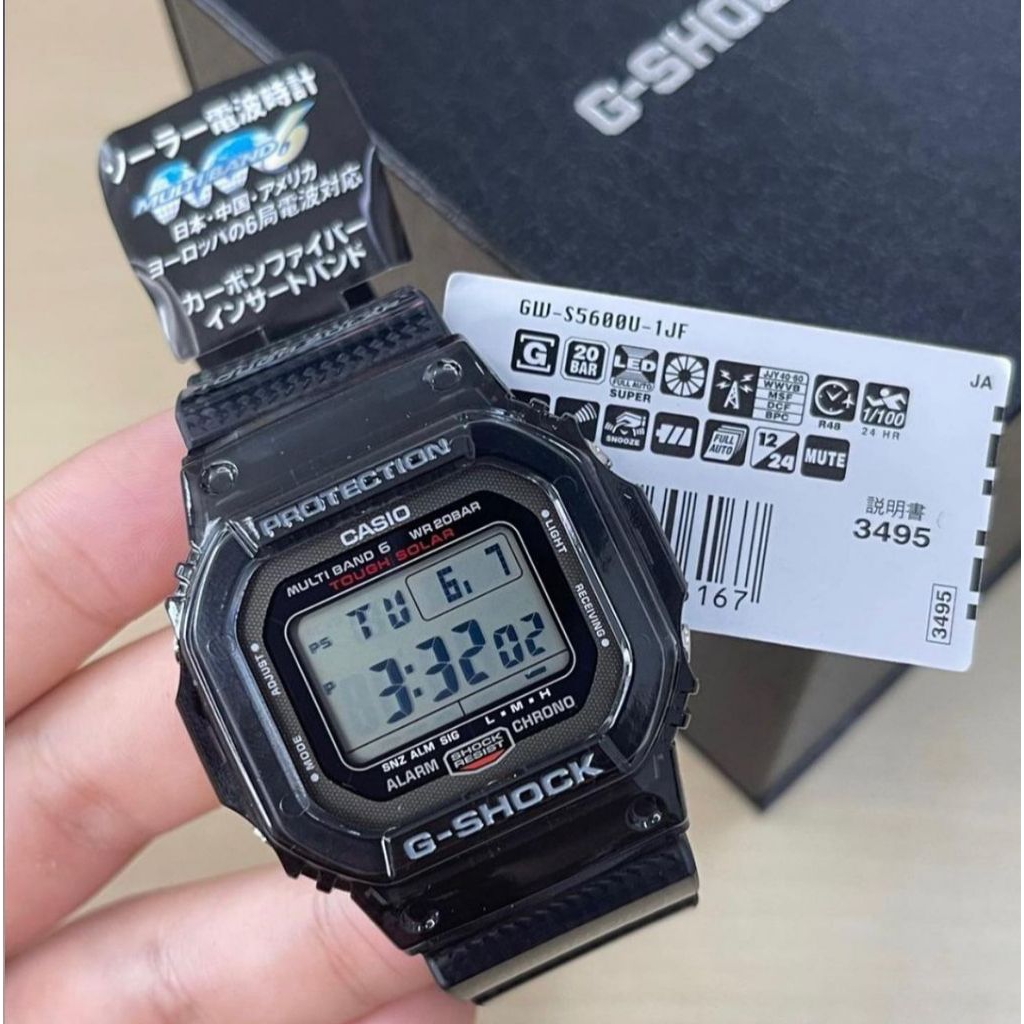 G-SHOCK
ソーラー電波時計
MULTIBAND 6
日本・中国・アメリカ
ヨーロッパの6局電波対応
カーボンファイバー
インサートバンド
GW-S5600U-1JF
JA
G
20
BAR
LED
FULL AUTO
SUPER
JJY 40·60
WWVB
MSF
DCF
BPC
R48
1/100
24 HR
SNOOZE
FULL
AUTO
12/24
MUTE
説明書
3495
3495
167
PROTECTION
CASIO
MULTI BAND 6 WR 20BAR
TOUGH SOLAR
LIGHT
RECEIVING
ADJUST
MODE
TU 6. 7
PS
P
3:32 02
L·M·H
SNZ ALM SIG
ALARM
SHOCK
RESIST
CHRONO
G-SHOCK